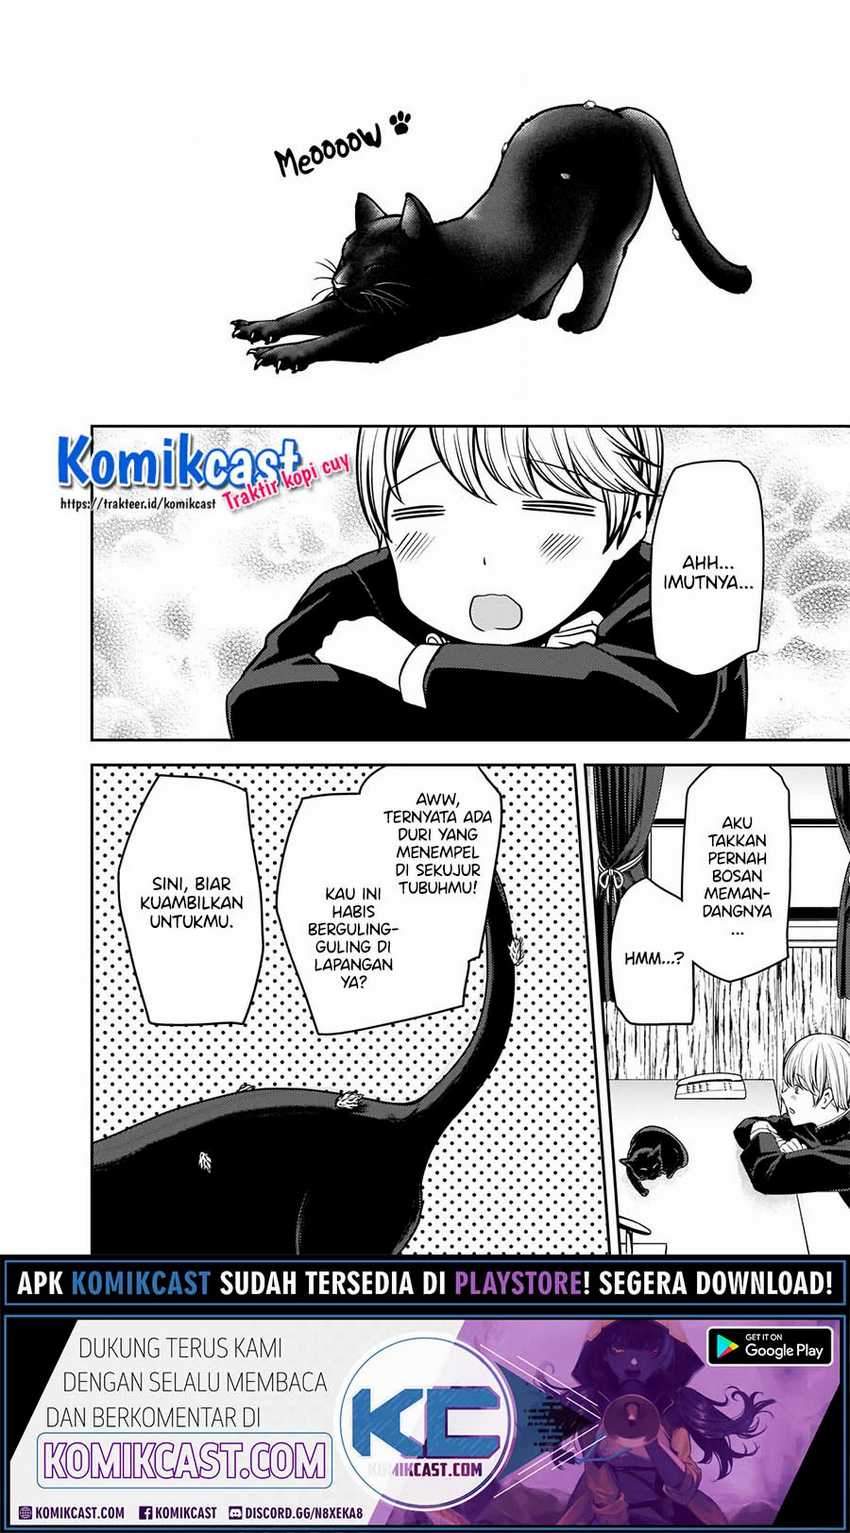 MEOOOOW
Komikcast
https://trakteer.id/komikcast
Traktir kopi cuy
AHH...
IMUTNYA...
AKU
TAKKAN
PERNAH
BOSAN
MEMAN-
DANGNYA
...
HMM...?
AWW,
TERNYATA ADA
DURI YANG
MENEMPEL
DI SEKUJUR
TUBUHMU!
KAU INI
HABIS
BERGULING-
GULING DI
LAPANGAN
YA?
SINI, BIAR
KUAMBILKAN
UNTUKMU.
APK KOMIKCAST SUDAH TERSEDIA DI PLAYSTORE! SEGERA DOWNLOAD!
DUKUNG TERUS KAMI
DENGAN SELALU MEMBACA
DAN BERKOMENTAR DI
KOMIKCAST.COM
KOMIKCAST.COM
KOMIKCAST
DISCORD.GG/N8XEKA8
KC
KOMIKCAST.COM
GET IT ON
Google Play